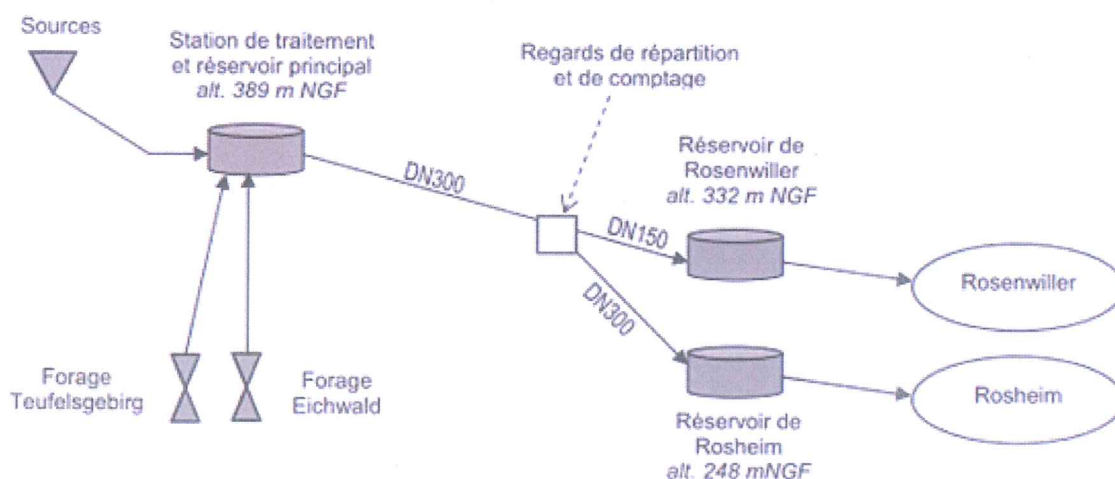 Sources
Station de traitement
et réservoir principal
alt. 389 m NGF
Regards de répartition
et de comptage
Réservoir de
Rosenwiller
alt. 332 m NGF
DN300
DN150
DN300
Rosenwiller
Forage
Teufelsgebirg
Forage
Eichwald
Rosheim
Réservoir de
Rosheim
alt. 248 mNGF